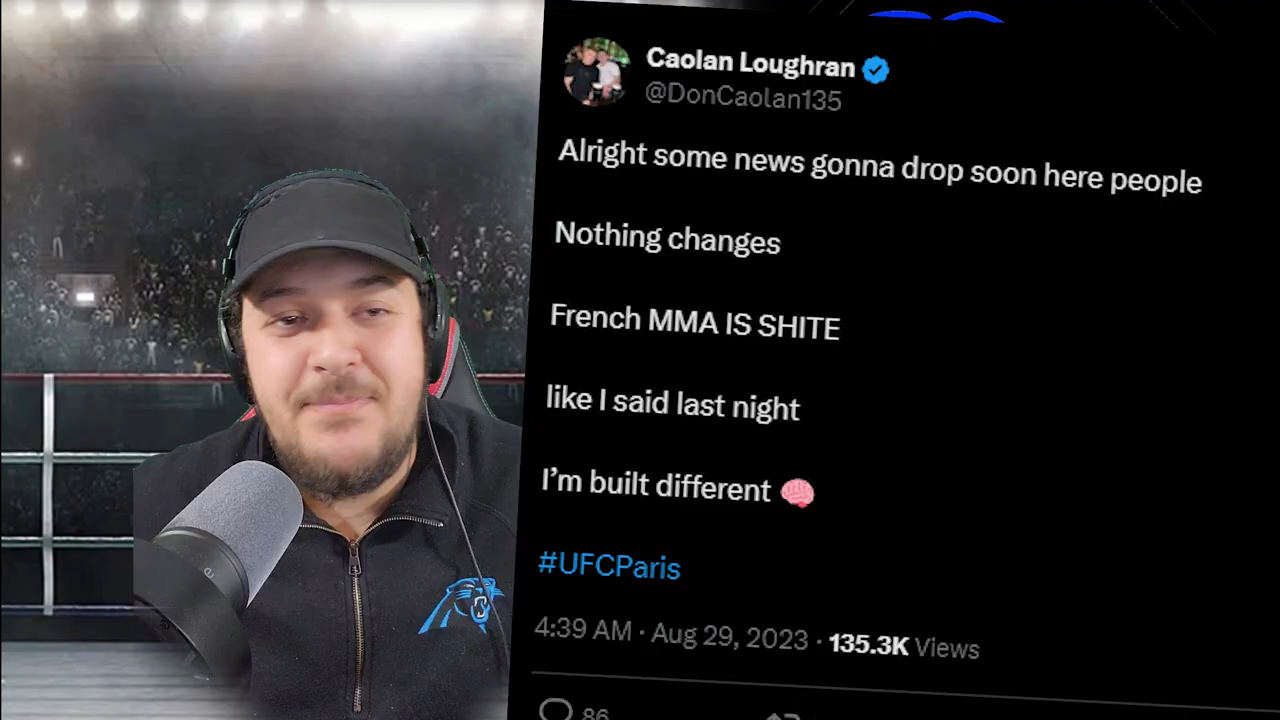 Caolan Loughran
@DonCaolan135
Alright some news gonna drop soon here people
Nothing changes
French MMA IS SHITE
like I said last night
I’m built different 🧠
#UFCParis
4:39 AM · Aug 29, 2023 · 135.3K Views
86